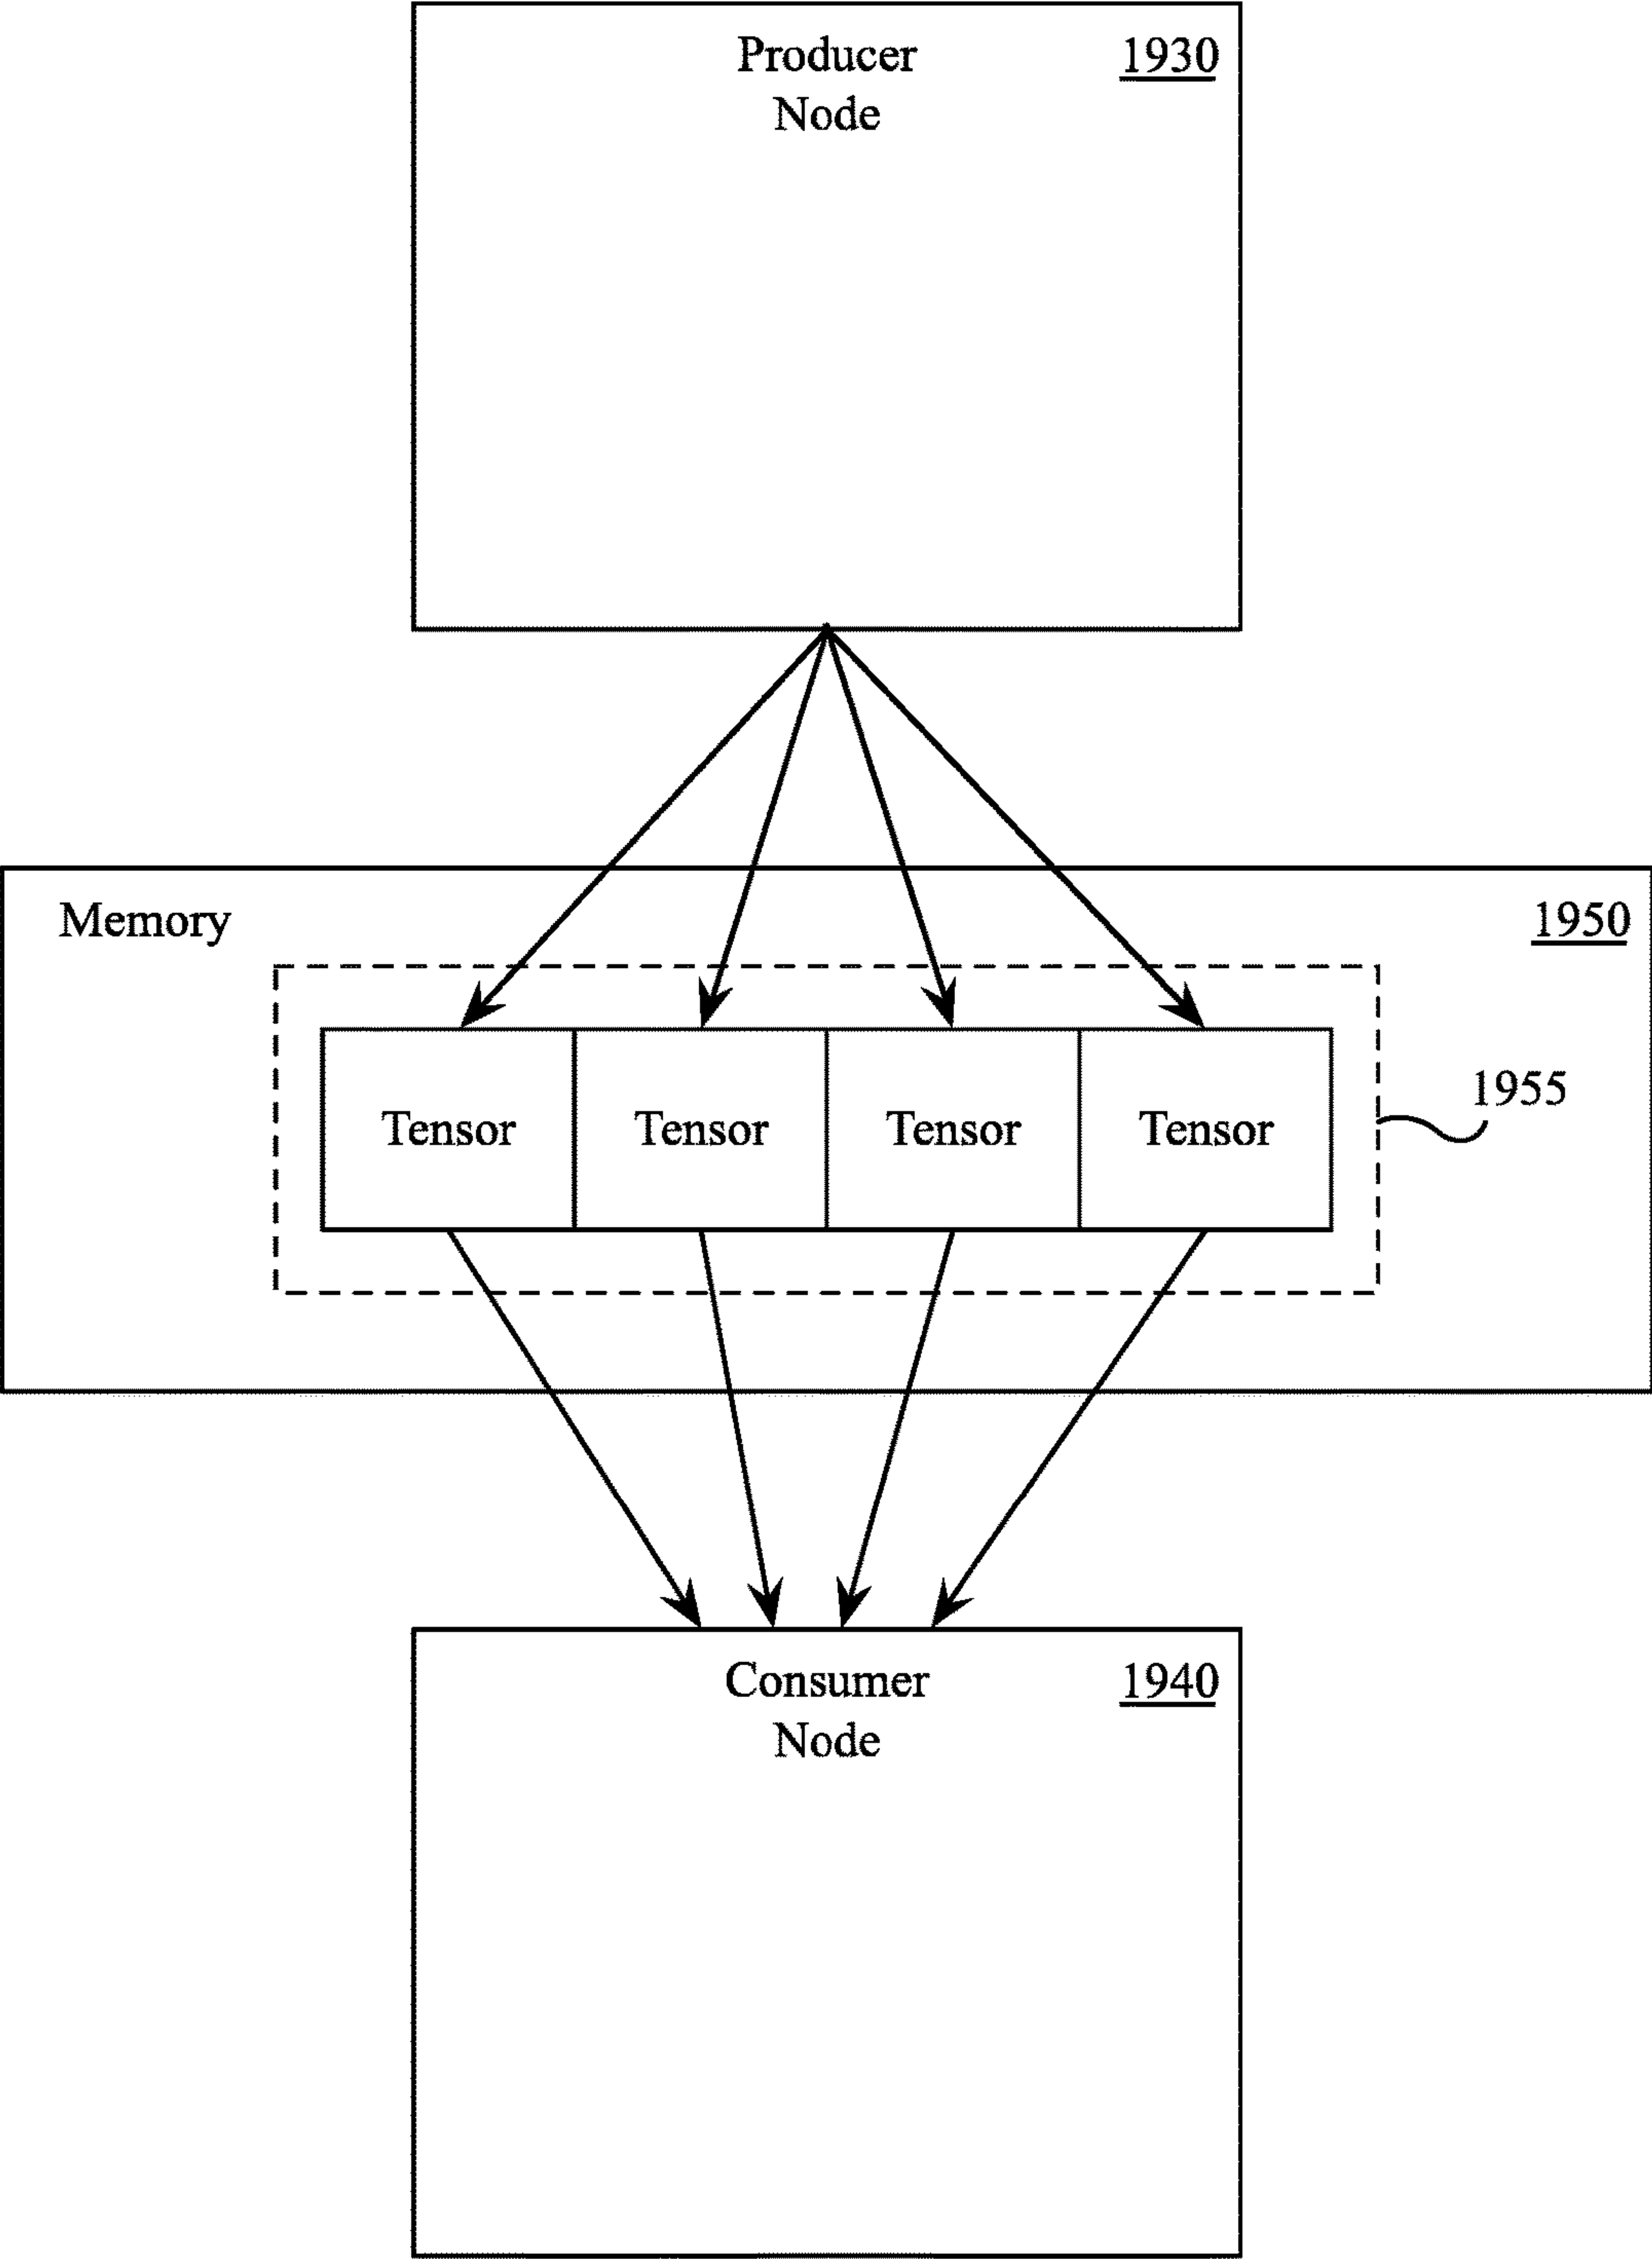 Producer
Node
1930
Memory
1950
Tensor Tensor Tensor Tensor
1955
Consumer
Node
1940